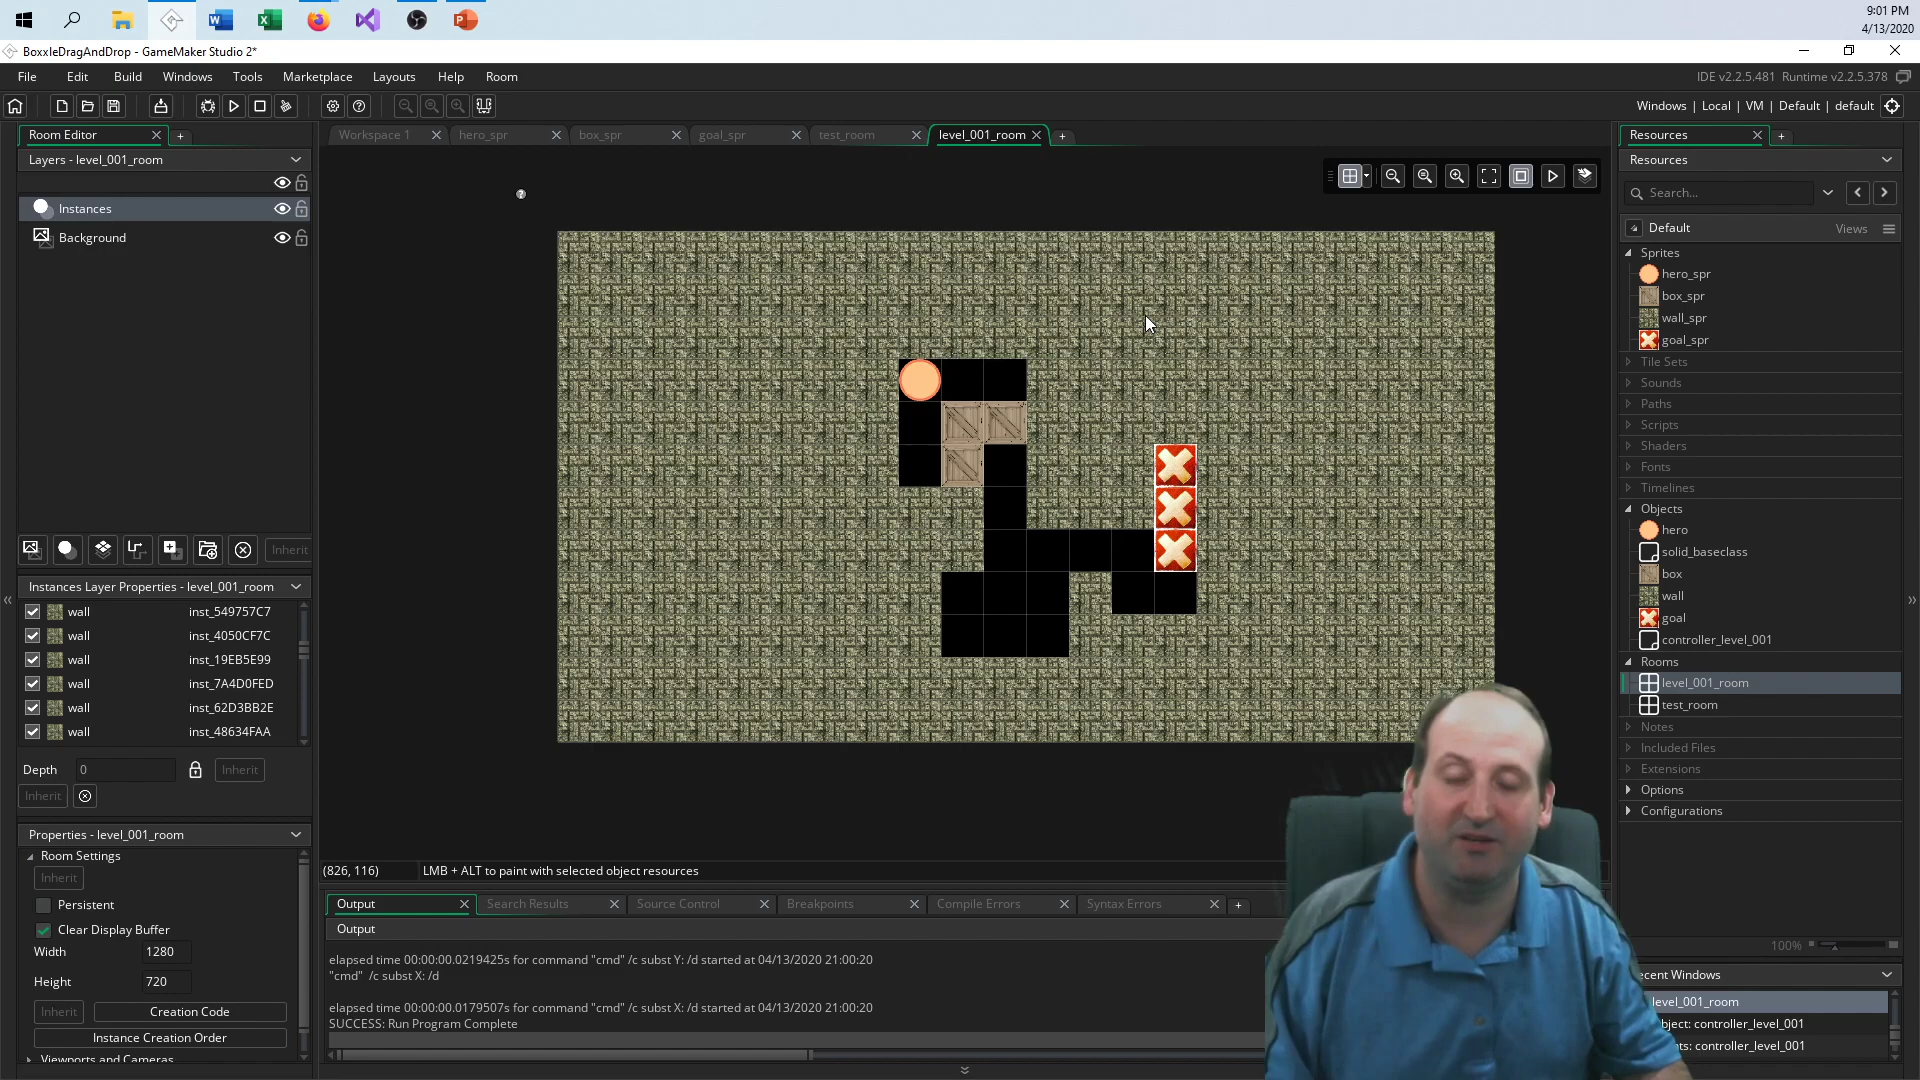 9:01 PM
4/13/2020
BoxxleDragAndDrop - GameMaker Studio 2*
File Edit Build Windows Tools Marketplace Layouts Help Room
IDE v2.2.5.481 Runtime v2.2.5.378
Windows | Local | VM | Default | default
Room Editor
Workspace 1 hero_spr box_spr goal_spr test_room level_001_room
Resources
Layers - level_001_room
Resources
Search...
Instances
Background
Default Views
Sprites
hero_spr
box_spr
wall_spr
goal_spr
Tile Sets
Sounds
Paths
Scripts
Shaders
Fonts
Timelines
Objects
hero
solid_baseclass
box
wall
goal
controller_level_001
Rooms
level_001_room
test_room
Notes
Included Files
Extensions
Options
Configurations
100%
Inherit
Instances Layer Properties - level_001_room
wall inst_549757C7
wall inst_4050CF7C
wall inst_19EB5E99
wall inst_7A4D0FED
wall inst_62D3BB2E
wall inst_48634FAA
Depth 0 Inherit
Inherit
Properties - level_001_room
Room Settings
Inherit
Persistent
Clear Display Buffer
Width 1280
Height 720
Inherit Creation Code
Instance Creation Order
Viewports and Cameras
(826, 116) LMB + ALT to paint with selected object resources
Output Search Results Source Control Breakpoints Compile Errors Syntax Errors
Output
elapsed time 00:00:00.0219425s for command "cmd" /c subst Y: /d started at 04/13/2020 21:00:20
"cmd" /c subst X: /d
elapsed time 00:00:00.0179507s for command "cmd" /c subst X: /d started at 04/13/2020 21:00:20
SUCCESS: Run Program Complete
ecent Windows
level_001_room
bject: controller_level_001
nts: controller_level_001